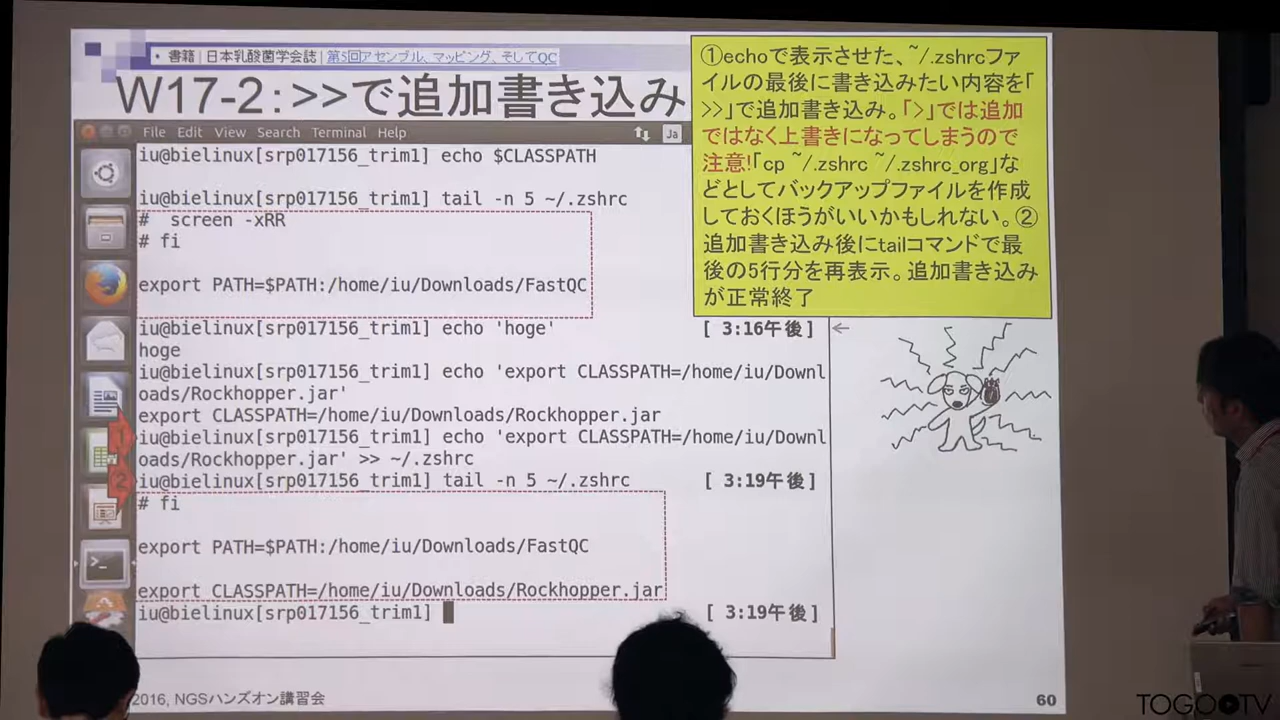 ・ 書籍 | 日本乳酸菌学会誌 | 第5回アセンブル、マッピング、そしてQC
W17-2：>>で追加書き込み
①echoで表示させた、~/.zshrcファ
イルの最後に書き込みたい内容を「
>>」で追加書き込み。「>」では追加
ではなく上書きになってしまうので
注意!「cp ~/.zshrc ~/.zshrc_org」な
どとしてバックアップファイルを作成
しておくほうがいいかもしれない。②
追加書き込み後にtailコマンドで最
後の5行分を再表示。追加書き込み
が正常終了
File Edit View Search Terminal Help
Ja
iu@bielinux[srp017156_trim1] echo $CLASSPATH
iu@bielinux[srp017156_trim1] tail -n 5 ~/.zshrc
#  screen -xRR
# fi
export PATH=$PATH:/home/iu/Downloads/FastQC
iu@bielinux[srp017156_trim1] echo 'hoge' [ 3:16午後]
hoge
iu@bielinux[srp017156_trim1] echo 'export CLASSPATH=/home/iu/Downl
oads/Rockhopper.jar'
export CLASSPATH=/home/iu/Downloads/Rockhopper.jar
① iu@bielinux[srp017156_trim1] echo 'export CLASSPATH=/home/iu/Downl
oads/Rockhopper.jar' >> ~/.zshrc
② iu@bielinux[srp017156_trim1] tail -n 5 ~/.zshrc [ 3:19午後]
# fi
export PATH=$PATH:/home/iu/Downloads/FastQC
export CLASSPATH=/home/iu/Downloads/Rockhopper.jar
iu@bielinux[srp017156_trim1] [ 3:19午後]
2016, NGSハンズオン講習会
60
TOGOTV